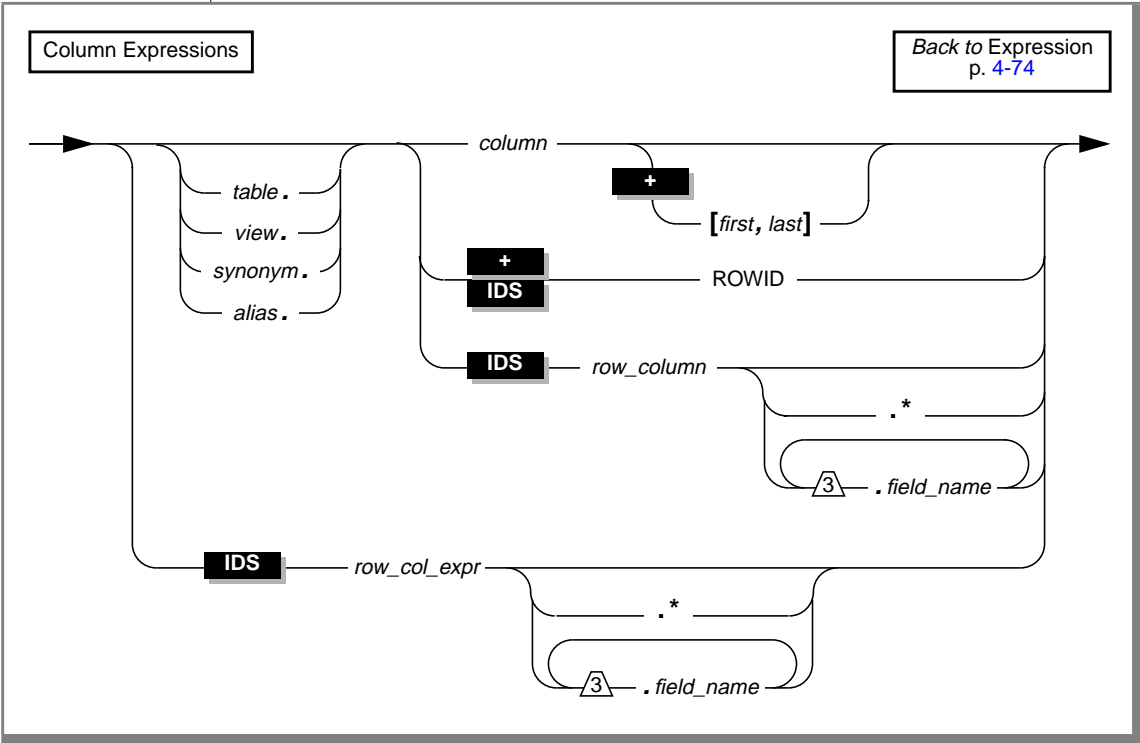 Column Expressions
Back to Expression
p. 4-74
column
+
[first, last]
table.
view.
synonym.
alias.
+
IDS
ROWID
IDS
row_column
.*
3
.field_name
IDS
row_col_expr
.*
3
.field_name